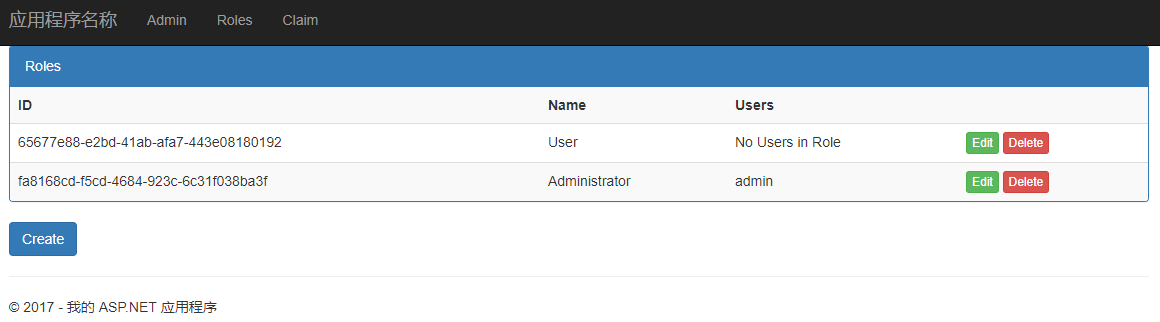 应用程序名称 Admin Roles Claim
Roles
ID Name Users
65677e88-e2bd-41ab-afa7-443e08180192 User No Users in Role Edit Delete
fa8168cd-f5cd-4684-923c-6c31f038ba3f Administrator admin Edit Delete
Create
© 2017 - 我的 ASP.NET 应用程序